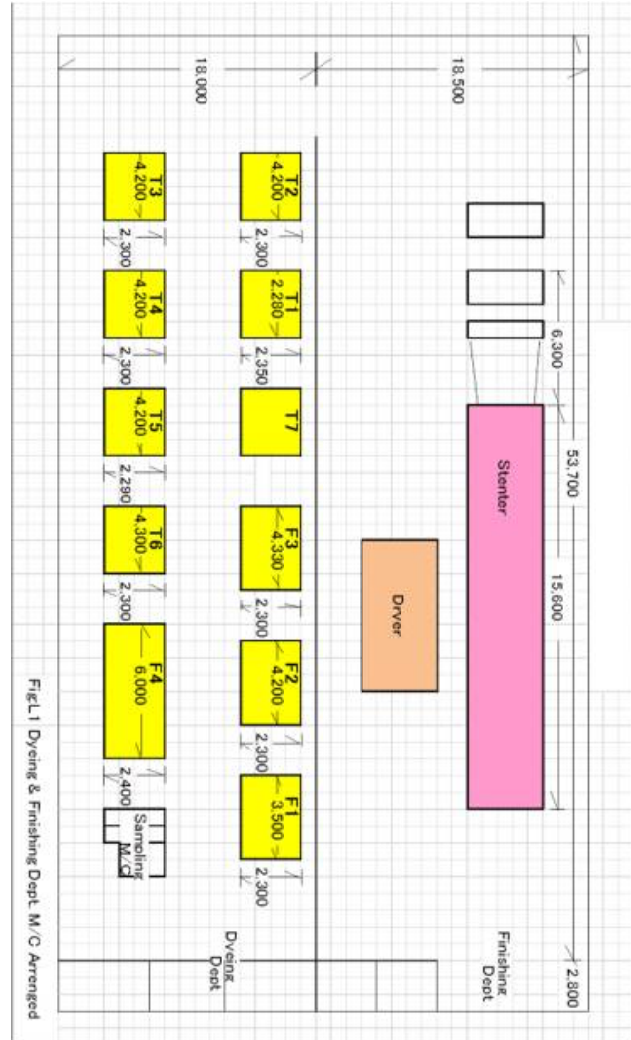 53,700
2,800
6,300
15,600
18,500
Stenter
Finishing
Dept
Dryer
18,000
T2
4,200
2,300
T1
2,280
2,350
T7
F3
4,330
2,300
F2
4,200
2,300
F1
3,500
2,300
Dyeing
Dept
T3
4,200
2,300
T4
4,200
2,300
T5
4,200
2,290
T6
4,300
2,300
F4
6,000
2,400
Sampling
M/C
Fig.L1 Dyeing & Finishing Dept. M/C Arranged